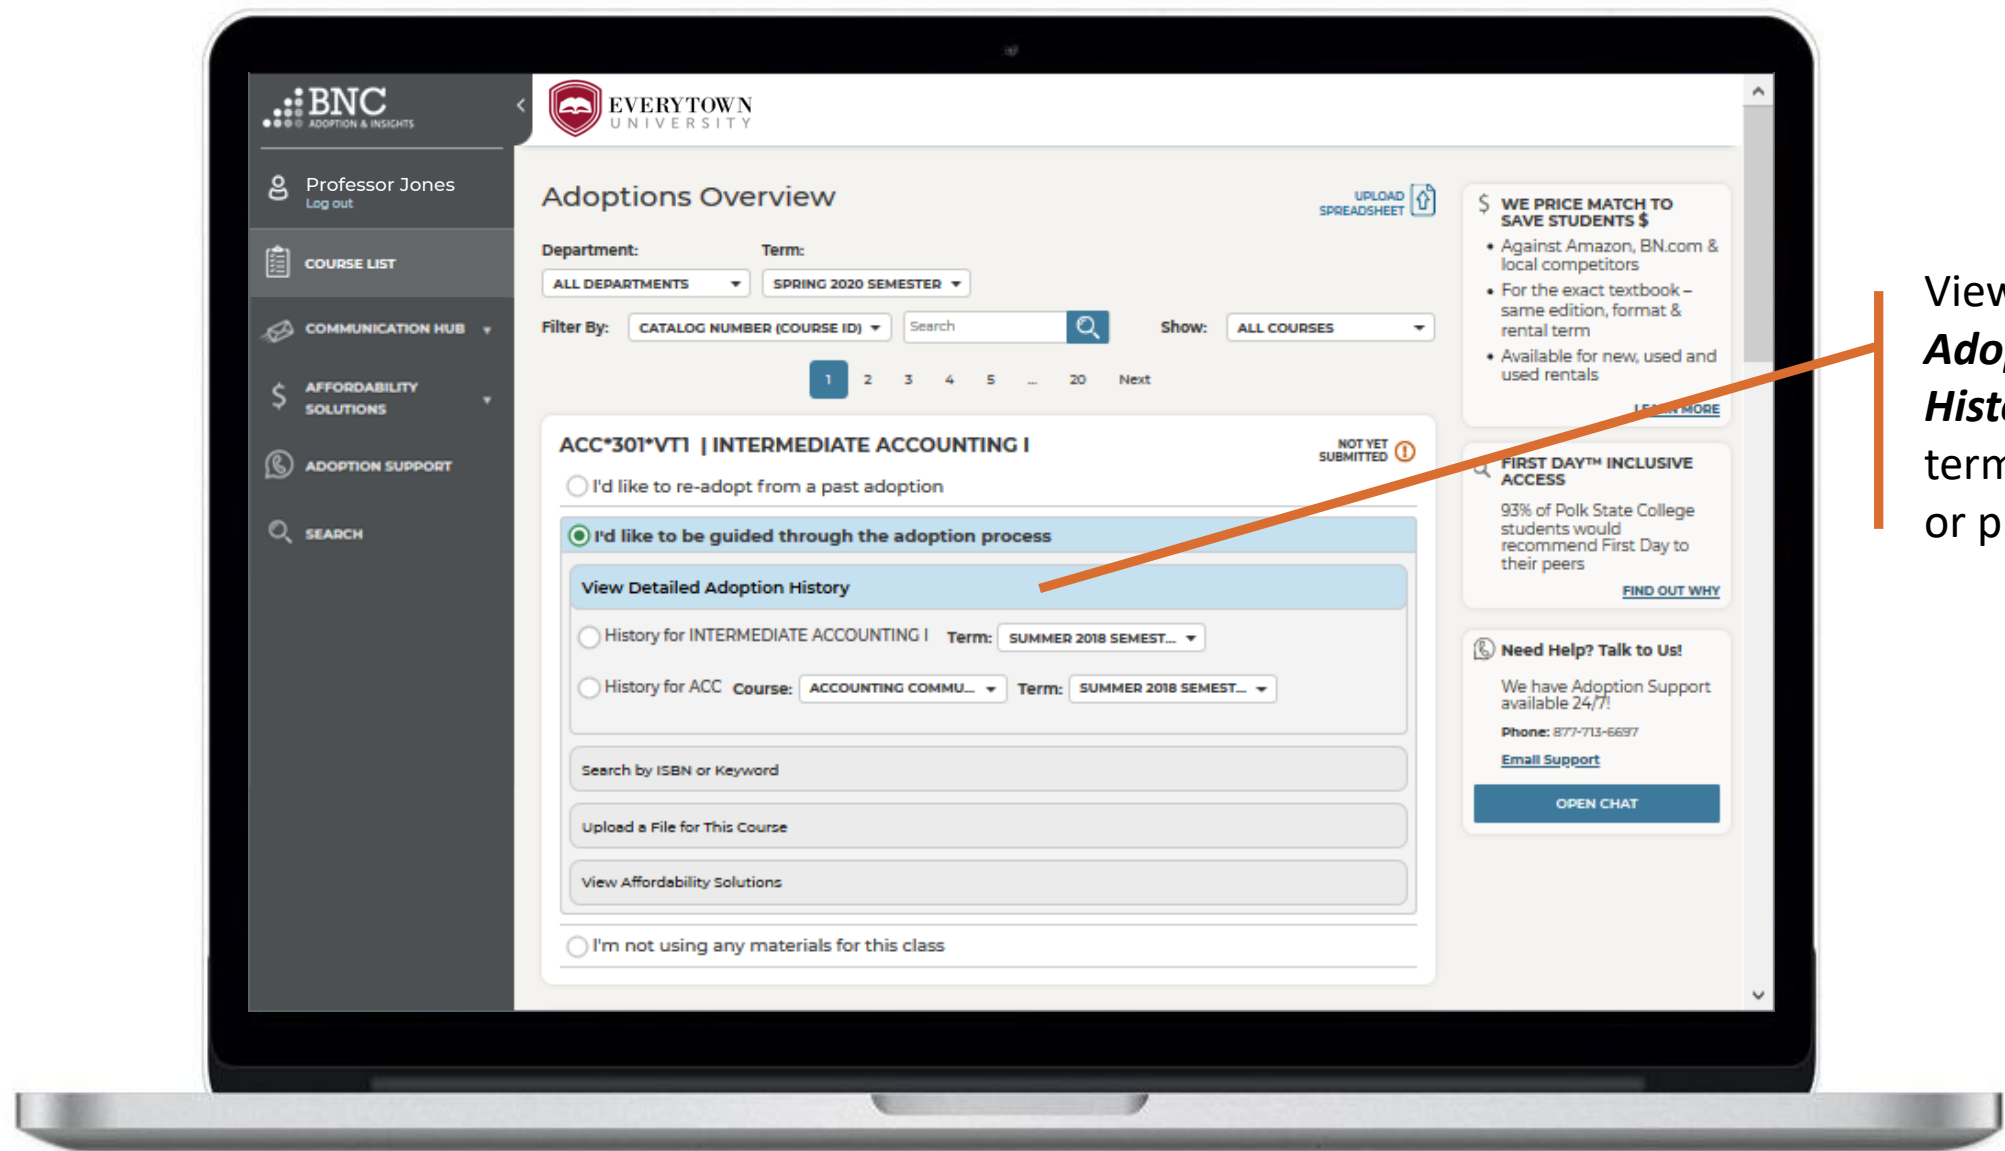 BNC
ADOPTION & INSIGHTS
Professor Jones
Log out
COURSE LIST
COMMUNICATION HUB
AFFORDABILITY
SOLUTIONS
ADOPTION SUPPORT
SEARCH
EVERYTOWN
UNIVERSITY
Adoptions Overview
UPLOAD
SPREADSHEET
Department: Term:
ALL DEPARTMENTS SPRING 2020 SEMESTER
Filter By: CATALOG NUMBER (COURSE ID) Search Show: ALL COURSES
1 2 3 4 5 ... 20 Next
ACC*301*VT1 | INTERMEDIATE ACCOUNTING I
NOT YET
SUBMITTED
I'd like to re-adopt from a past adoption
I'd like to be guided through the adoption process
View Detailed Adoption History
History for INTERMEDIATE ACCOUNTING I Term: SUMMER 2018 SEMEST...
History for ACC Course: ACCOUNTING COMMU... Term: SUMMER 2018 SEMEST...
Search by ISBN or Keyword
Upload a File for This Course
View Affordability Solutions
I'm not using any materials for this class
$ WE PRICE MATCH TO
SAVE STUDENTS $
• Against Amazon, BN.com &
local competitors
• For the exact textbook –
same edition, format &
rental term
• Available for new, used and
used rentals
LEARN MORE
FIRST DAY™ INCLUSIVE
ACCESS
93% of Polk State College
students would
recommend First Day to
their peers
FIND OUT WHY
Need Help? Talk to Us!
We have Adoption Support
available 24/7!
Phone: 877-713-6697
Email Support
OPEN CHAT
View
Adop
Histo
term
or p